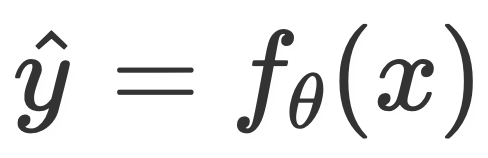 ŷ = f_θ(x)